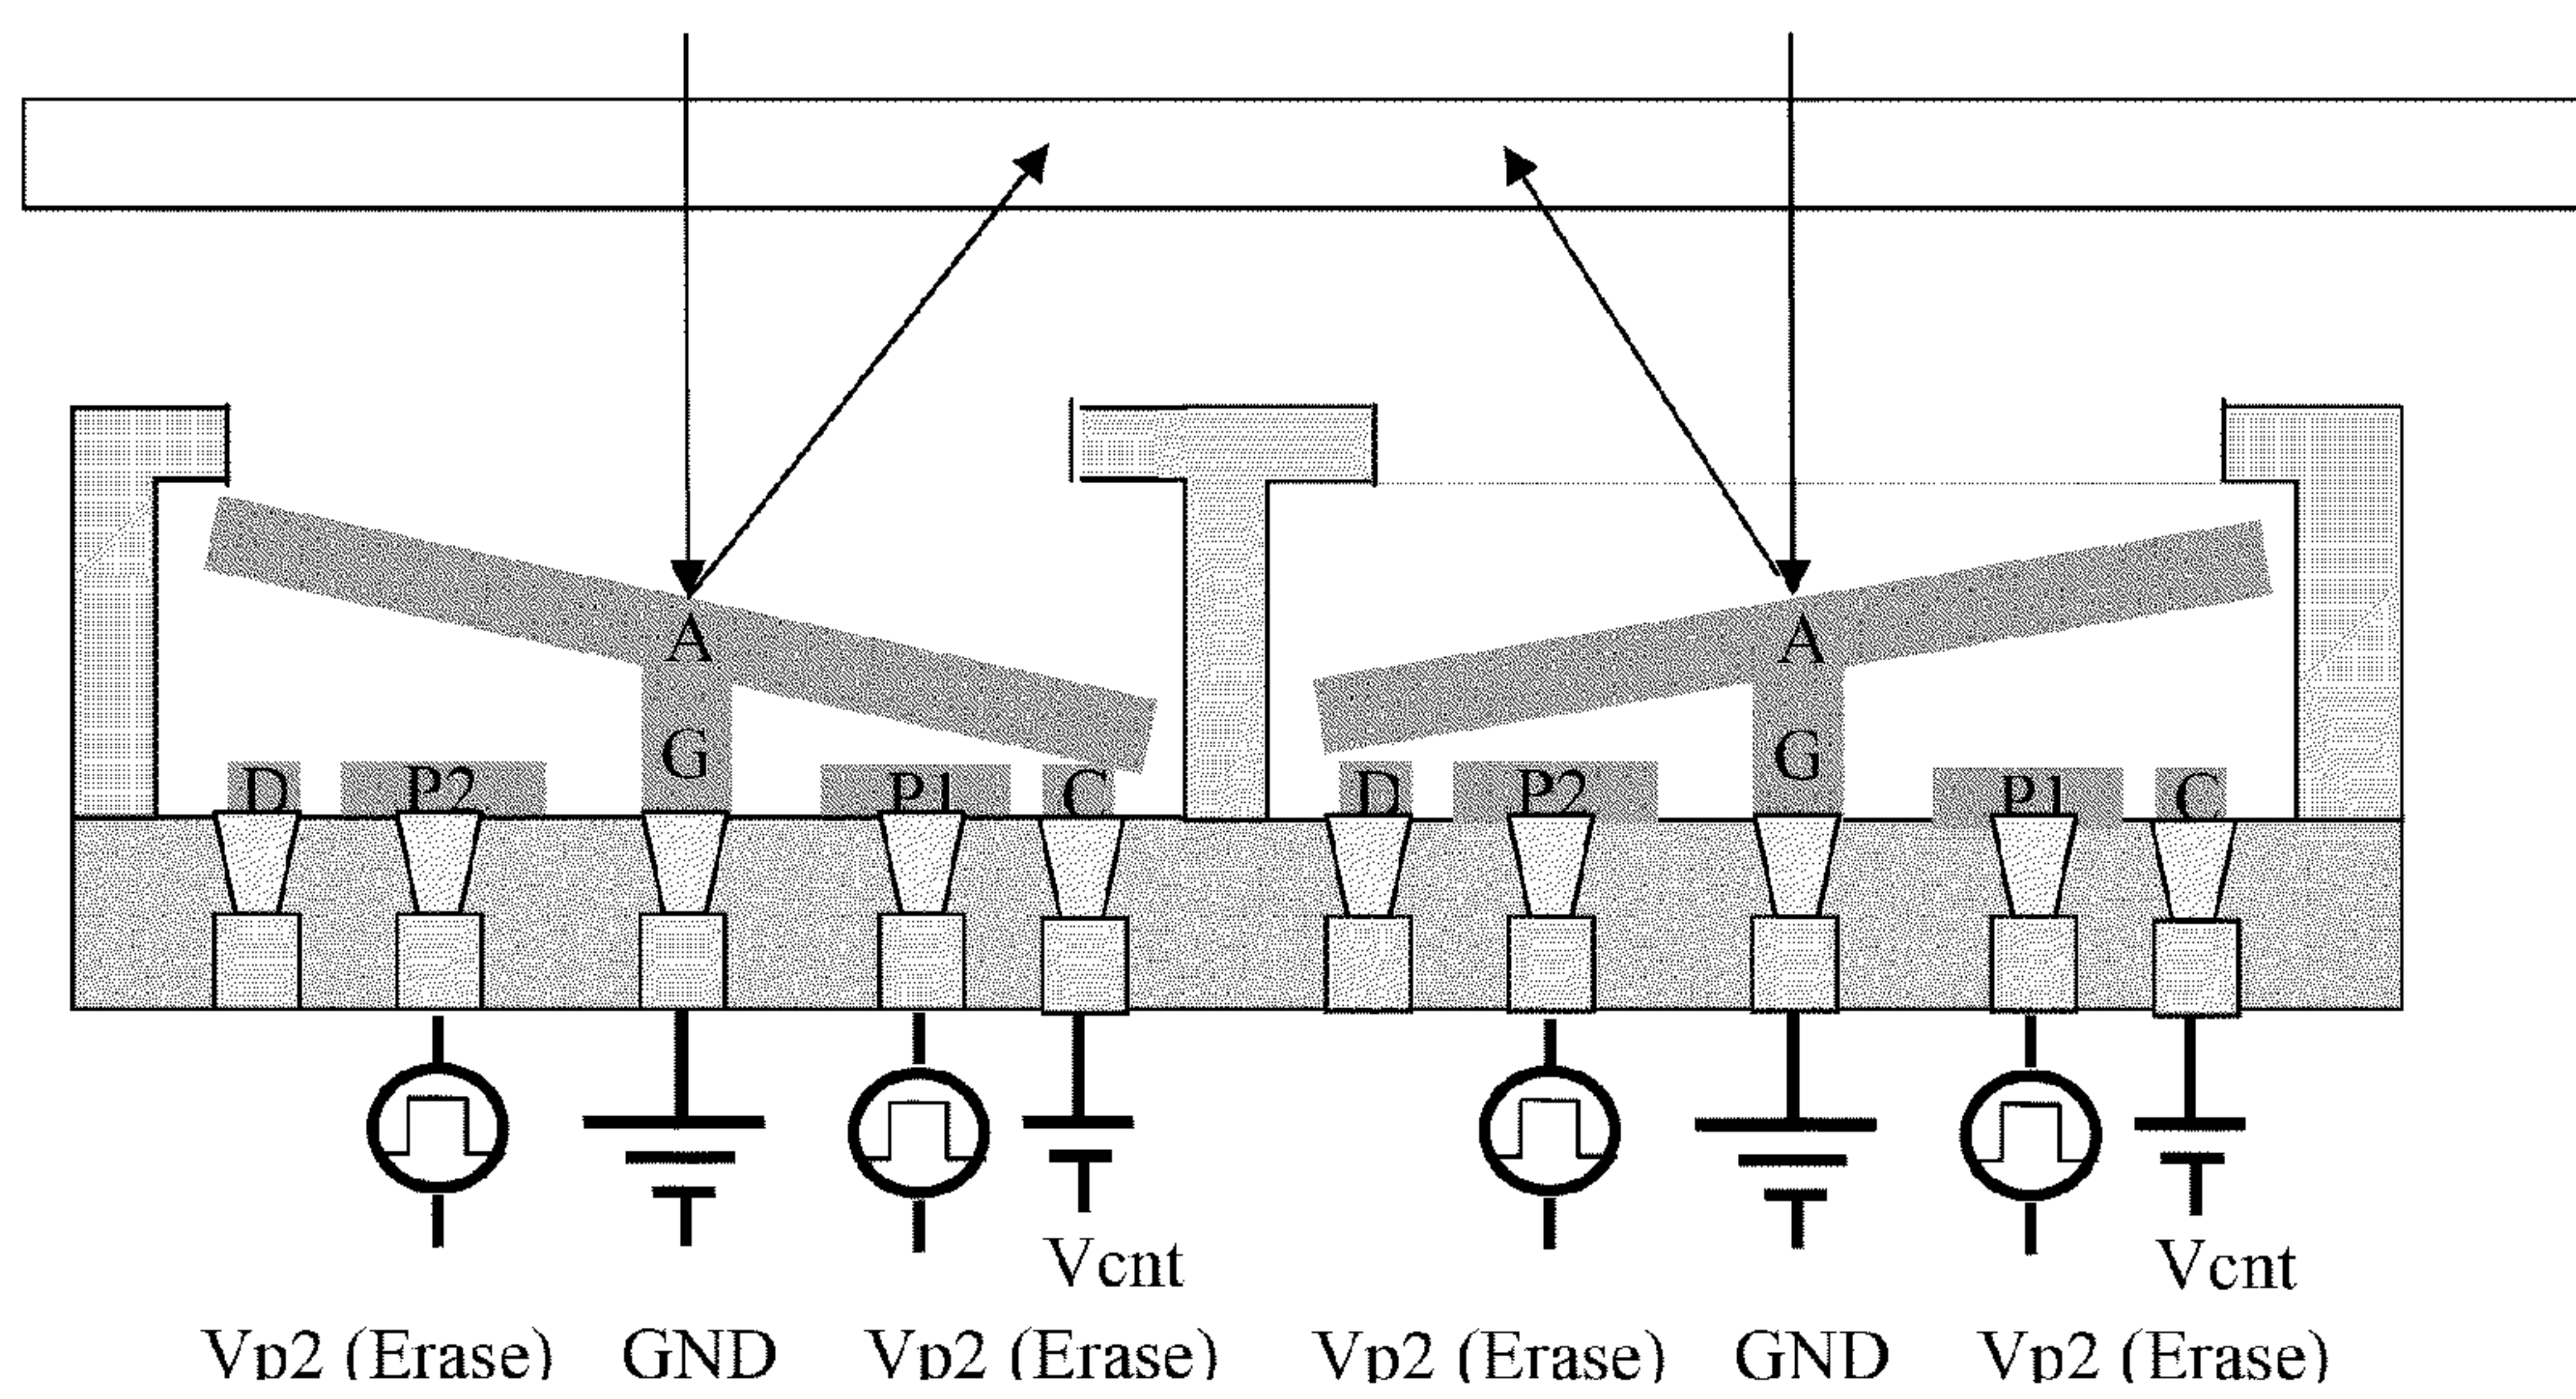 A A
G G
D P2 P1 C D P2 P1 C
Vcnt Vcnt
Vp2 (Erase) GND Vp2 (Erase) Vp2 (Erase) GND Vp2 (Erase)